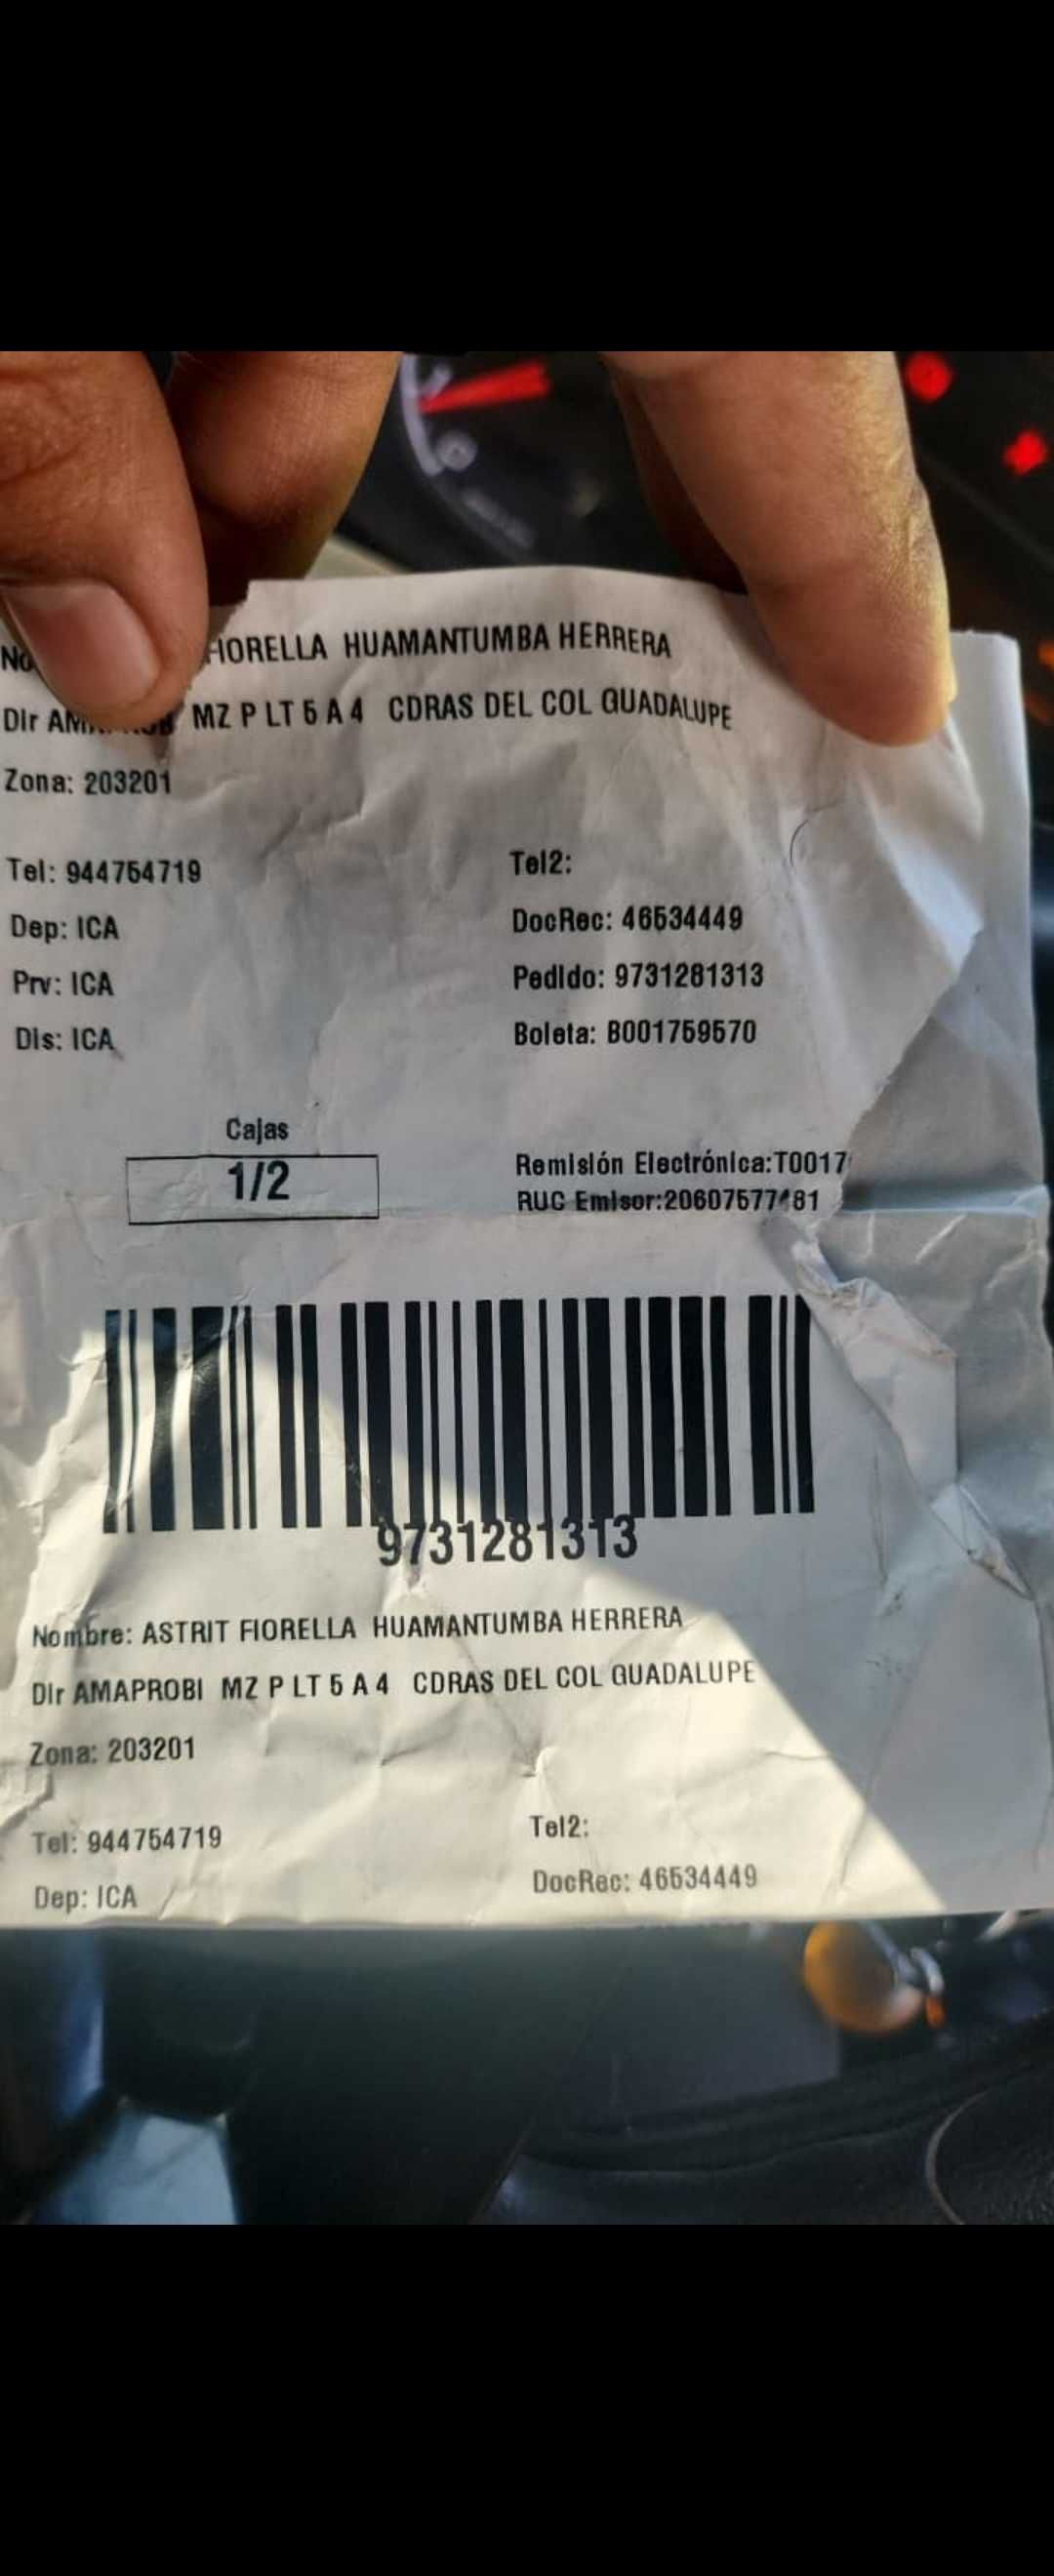 FIORELLA HUAMANTUMBA HERRERA
Dir MZ P LT 5 A 4 CDRAS DEL COL GUADALUPE
Zona: 203201
Tel: 944754719 Tel2:
Dep: ICA DocRec: 46534449
Prv: ICA Pedido: 9731281313
Dis: ICA Boleta: B001759570
Cajas
1/2
Remisión Electrónica:T0017
RUC Emisor:
9731281313
Nombre: ASTRIT FIORELLA HUAMANTUMBA HERRERA
Dir AMAPROBI MZ P LT 5 A 4 CDRAS DEL COL GUADALUPE
Zona: 203201
Tel: 944754719 Tel2:
Dep: ICA DocRec: 46534449